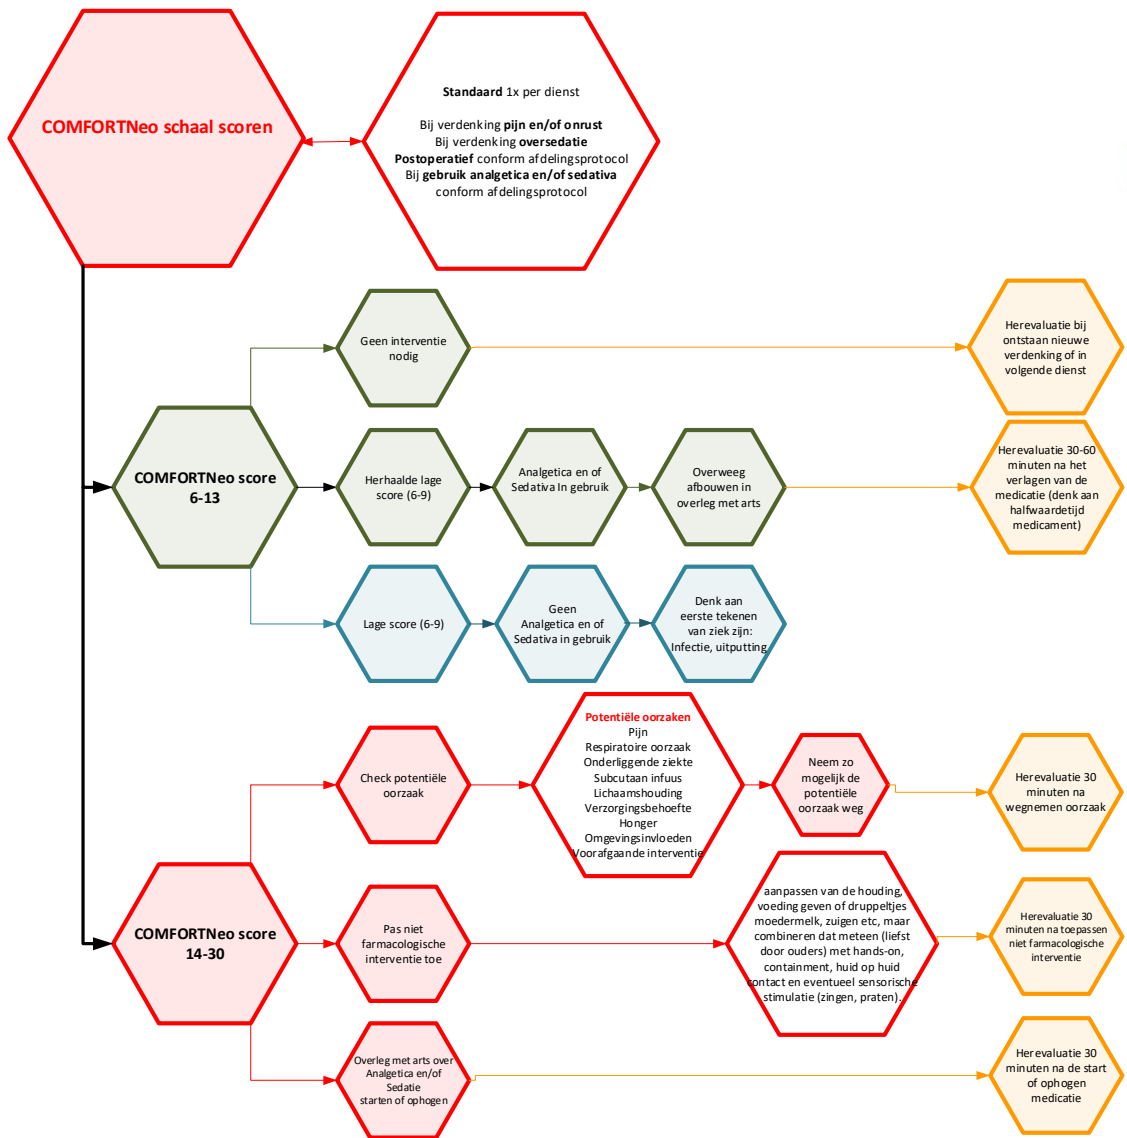 COMFORTNeo schaal scoren
Standaard 1x per dienst
Bij verdenking pijn en/of onrust
Bij verdenking oversedatie
Postoperatief conform afdelingsprotocol
Bij gebruik analgetica en/of sedativa
conform afdelingsprotocol
Geen interventie
nodig
Herevaluatie bij
ontstaan nieuwe
verdenking of in
volgende dienst
COMFORTNeo score
6-13
Herhaalde lage
score (6-9)
Analgetica en of
Sedativa In gebruik
Overweeg
afbouwen in
overleg met arts
Herevaluatie 30-60
minuten na het
verlagen van de
medicatie (denk aan
halfwaardetijd
medicament)
Lage score (6-9)
Geen
Analgetica en of
Sedativa in gebruik
Denk aan
eerste tekenen
van ziek zijn:
Infectie, uitputting
Check potentiële
oorzaak
Potentiële oorzaken
Pijn
Respiratoire oorzaak
Onderliggende ziekte
Subcutaan infuus
Lichaamshouding
Verzorgingsbehoefte
Honger
Omgevingsinvloeden
Voorafgaande interventie
Neem zo
mogelijk de
potentiële
oorzaak weg
Herevaluatie 30
minuten na
wegnemen oorzaak
COMFORTNeo score
14-30
Pas niet
farmacologische
interventie toe
aanpassen van de houding,
voeding geven of druppeltjes
moedermelk, zuigen etc, maar
combineren dat meteen (liefst
door ouders) met hands-on,
containment, huid op huid
contact en eventueel sensorische
stimulatie (zingen, praten).
Herevaluatie 30
minuten na toepassen
niet farmacologische
interventie
Overleg met arts over
Analgetica en/of
Sedatie
starten of ophogen
Herevaluatie 30
minuten na de start
of ophogen
medicatie